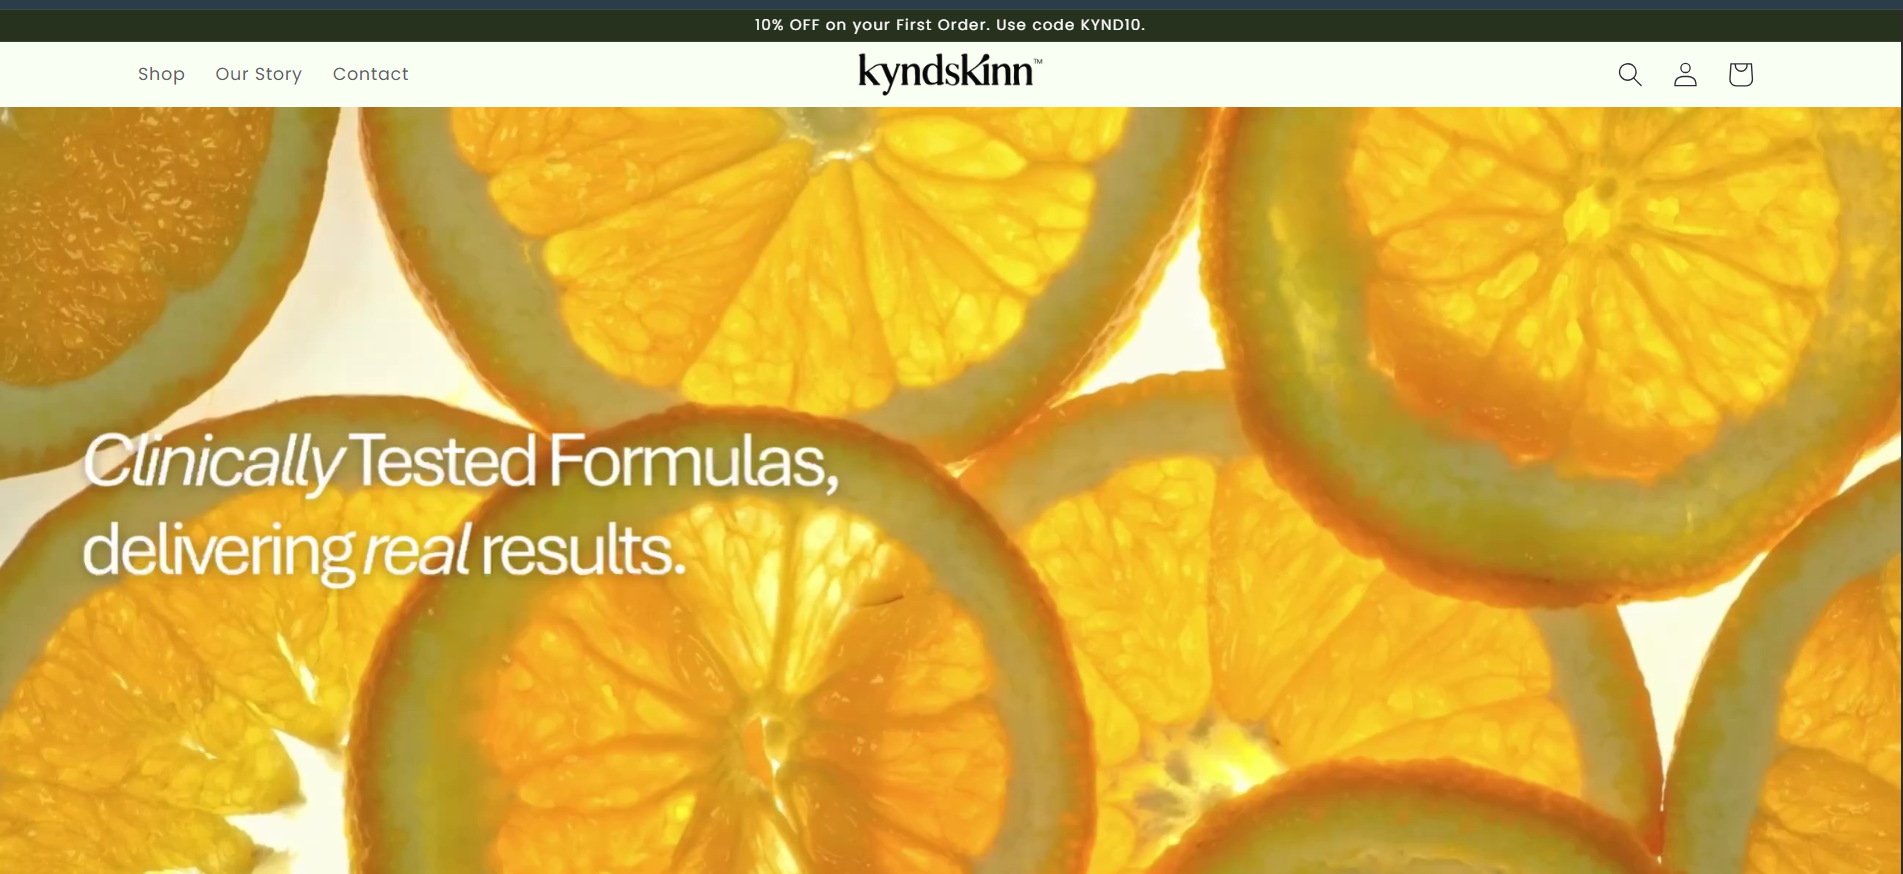 10% OFF on your First Order. Use code KYND10.
Shop Our Story Contact
kyndskinn™
Clinically Tested Formulas,
delivering real results.